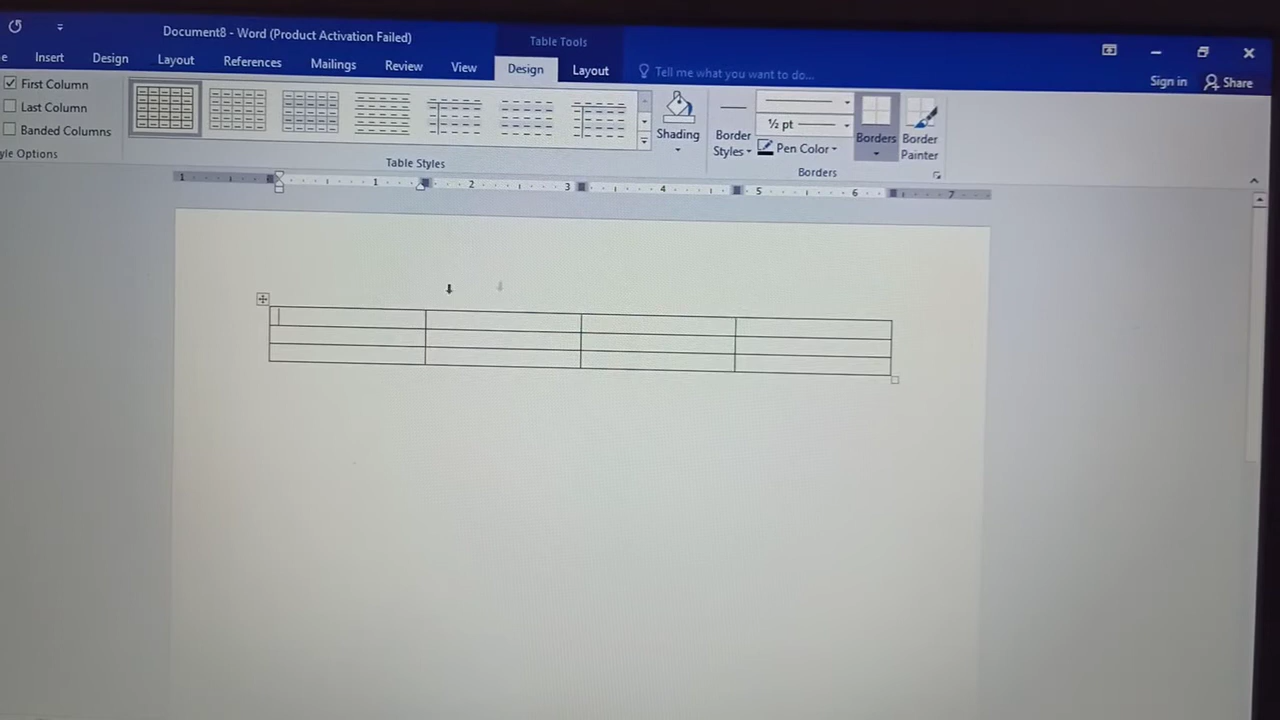 Document8 - Word (Product Activation Failed)
Table Tools
Insert Design Layout References Mailings Review View Design Layout Tell me what you want to do...
Sign in Share
First Column
Last Column
Banded Columns
Table Styles
Shading
Border
Styles
½ pt
Pen Color
Borders
Border
Painter
Borders
1 1 2 3 4 5 6 7